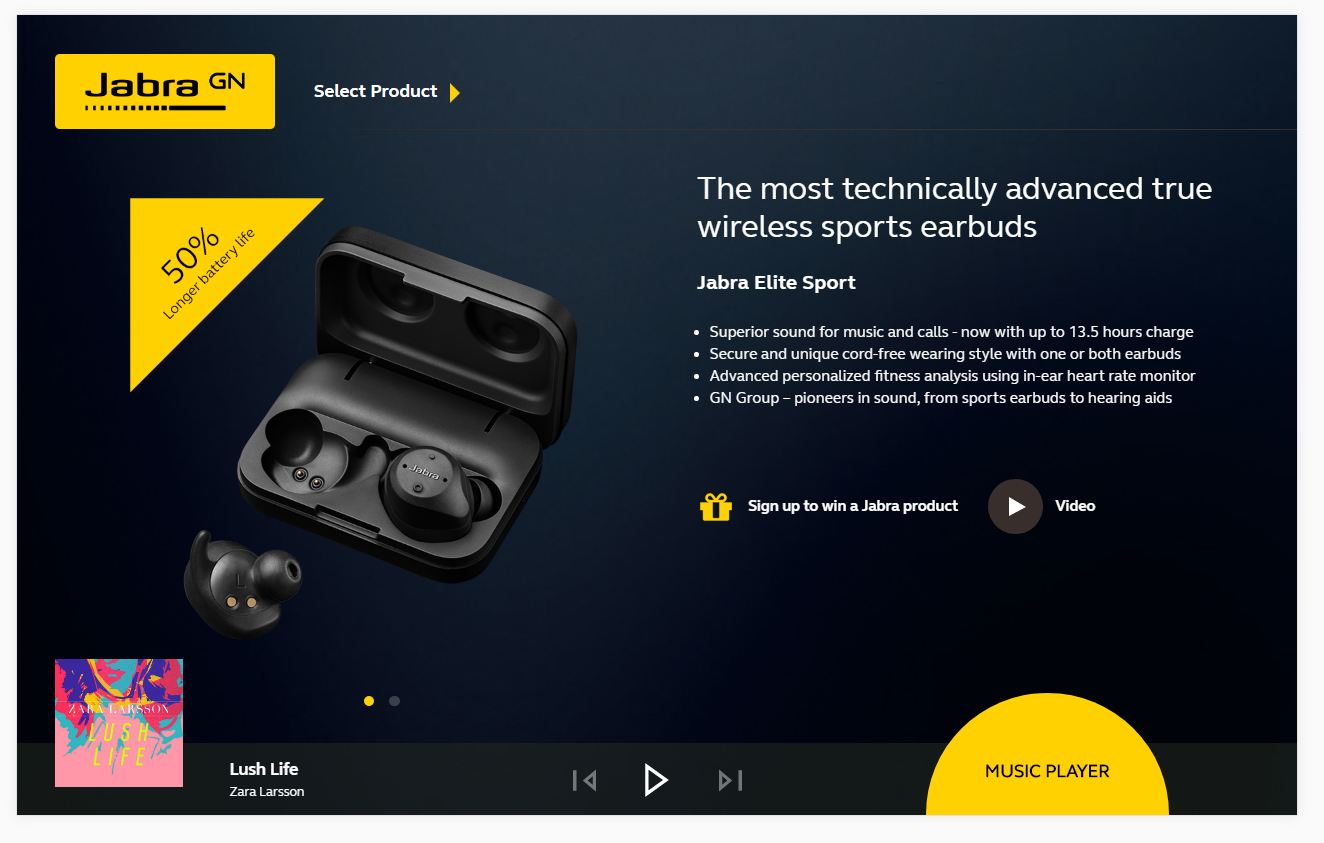 Jabra GN
Select Product
The most technically advanced true
wireless sports earbuds
50%
Longer battery life
Jabra Elite Sport
• Superior sound for music and calls - now with up to 13.5 hours charge
• Secure and unique cord-free wearing style with one or both earbuds
• Advanced personalized fitness analysis using in-ear heart rate monitor
• GN Group – pioneers in sound, from sports earbuds to hearing aids
Jabra
L
Sign up to win a Jabra product
Video
ZARA LARSSON
LUSH
LIFE
Lush Life
Zara Larsson
MUSIC PLAYER